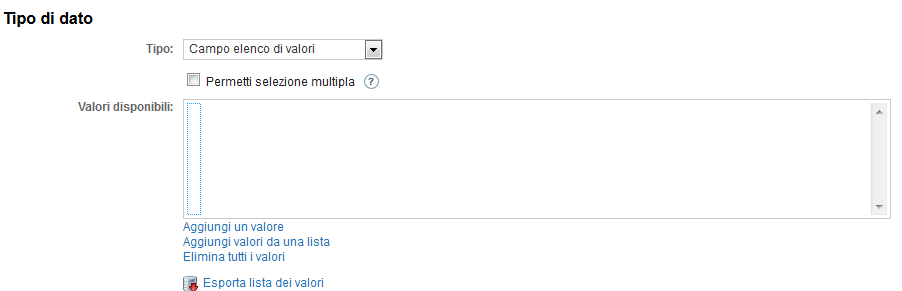 Tipo di dato
Tipo: Campo elenco di valori
Permetti selezione multipla ?
Valori disponibili:
Aggiungi un valore
Aggiungi valori da una lista
Elimina tutti i valori
Esporta lista dei valori